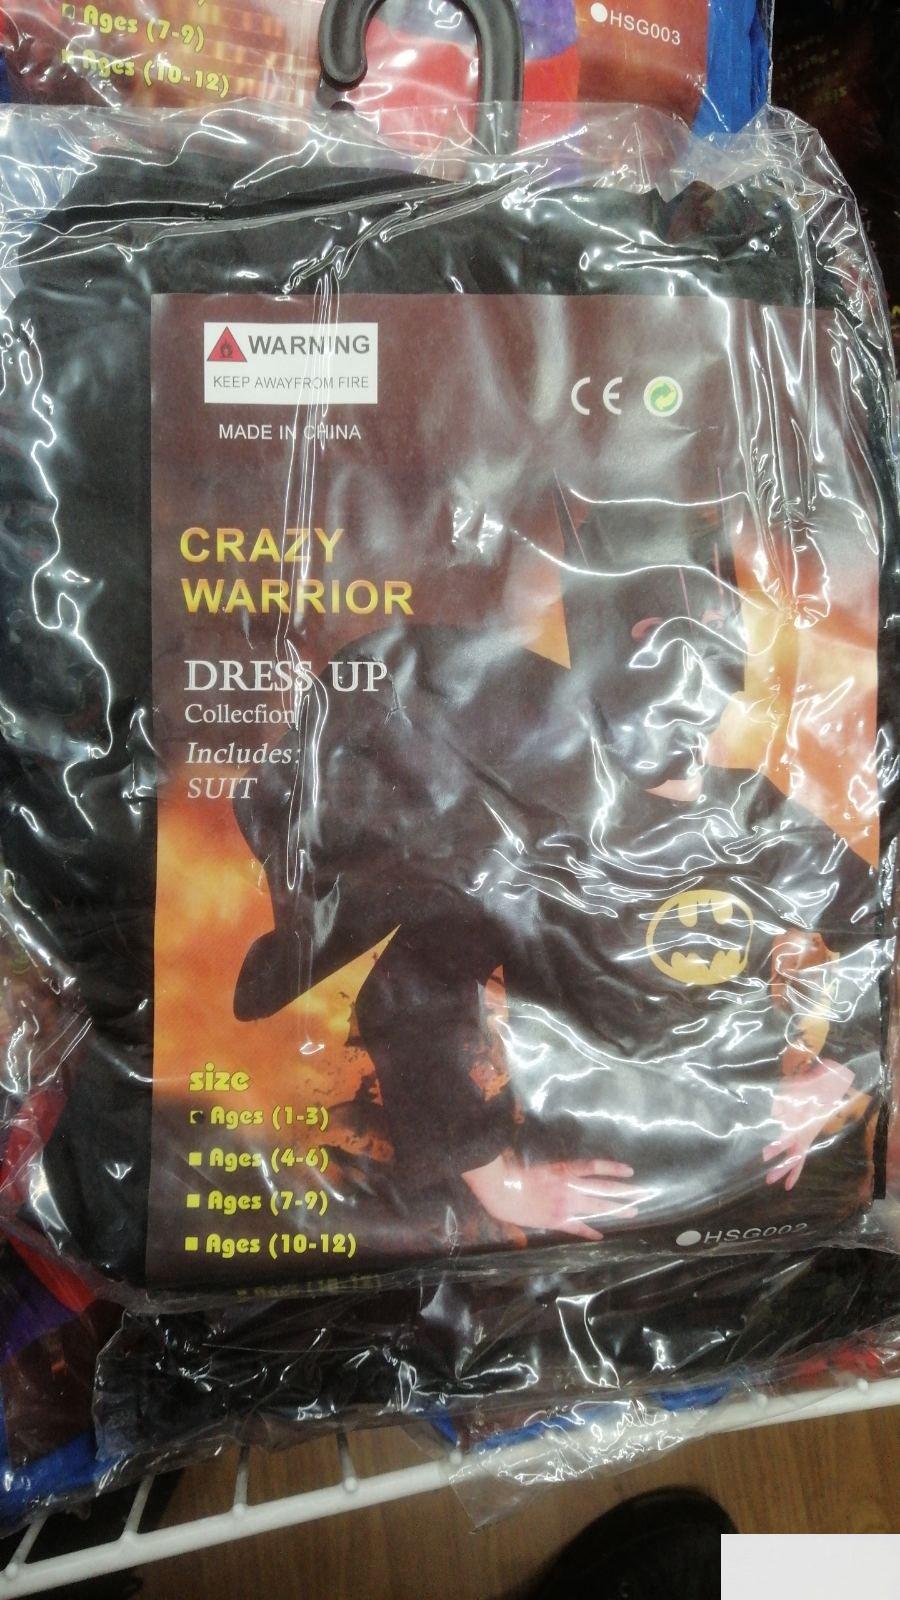 Ages (7-9)
Ages (10-12)
HSG003
WARNING
KEEP AWAYFROM FIRE
MADE IN CHINA
CE
CRAZY
WARRIOR
DRESS UP
Collecfion
Includes:
SUIT
size
Ages (1-3)
Ages (4-6)
Ages (7-9)
Ages (10-12)
HSG002